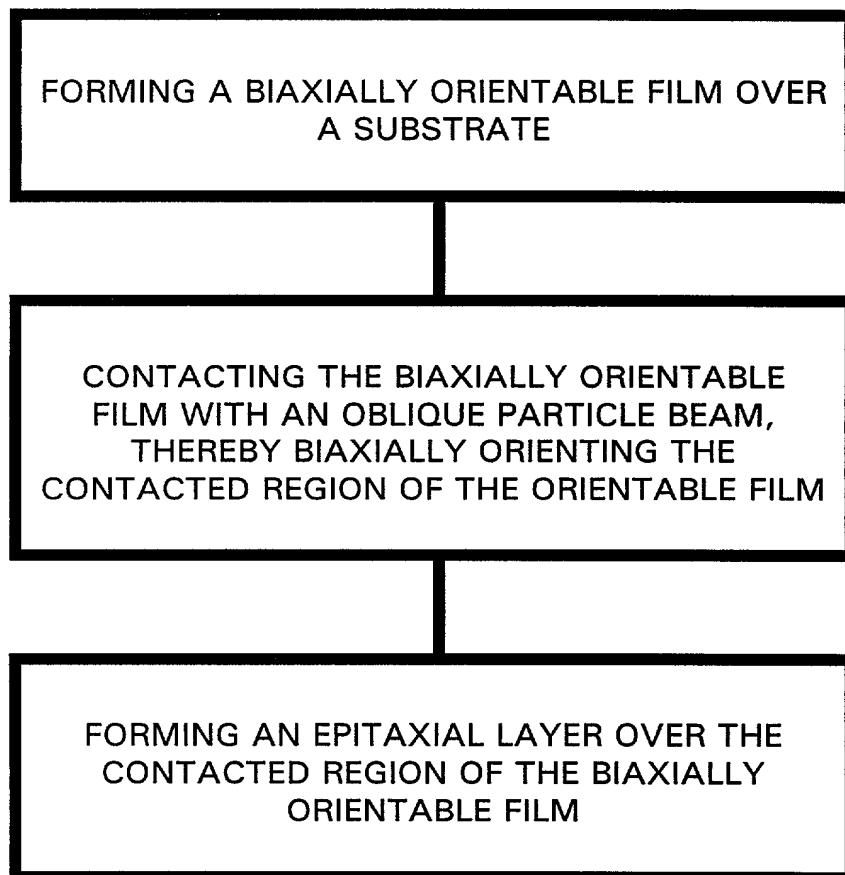 FORMING A BIAXIALLY ORIENTABLE FILM OVER
A SUBSTRATE
CONTACTING THE BIAXIALLY ORIENTABLE
FILM WITH AN OBLIQUE PARTICLE BEAM,
THEREBY BIAXIALLY ORIENTING THE
CONTACTED REGION OF THE ORIENTABLE FILM
FORMING AN EPITAXIAL LAYER OVER THE
CONTACTED REGION OF THE BIAXIALLY
ORIENTABLE FILM